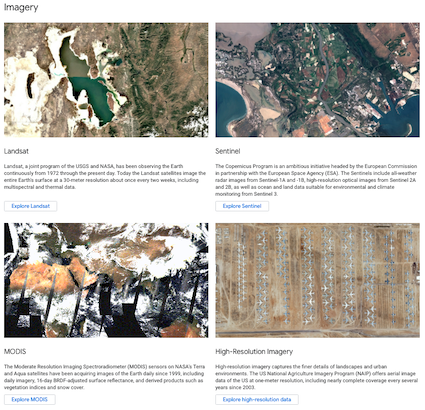 Imagery
Landsat
Landsat, a joint program of the USGS and NASA, has been observing the Earth
continuously from 1972 through the present day. Today the Landsat satellites image the
entire Earth's surface at a 30-meter resolution about once every two weeks, including
multispectral and thermal data.
Explore Landsat
Sentinel
The Copernicus Program is an ambitious initiative headed by the European Commission
in partnership with the European Space Agency (ESA). The Sentinels include all-weather
radar images from Sentinel-1A and -1B, high-resolution optical images from Sentinel 2A
and 2B, as well as ocean and land data suitable for environmental and climate
monitoring from Sentinel 3.
Explore Sentinel
MODIS
The Moderate Resolution Imaging Spectroradiometer (MODIS) sensors on NASA's Terra
and Aqua satellites have been acquiring images of the Earth daily since 1999, including
daily imagery, 16-day BRDF-adjusted surface reflectance, and derived products such as
vegetation indices and snow cover.
Explore MODIS
High-Resolution Imagery
High-resolution imagery captures the finer details of landscapes and urban
environments. The US National Agriculture Imagery Program (NAIP) offers aerial image
data of the US at one-meter resolution, including nearly complete coverage every several
years since 2003.
Explore high-resolution data